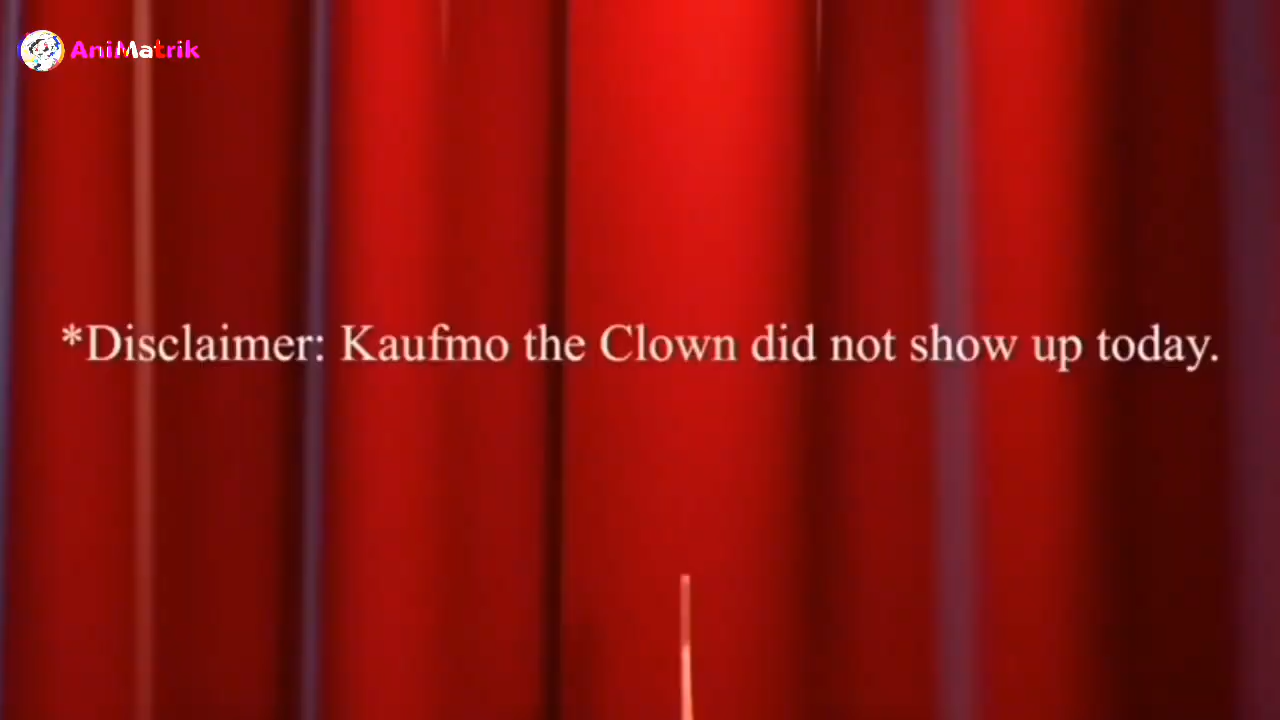 AniMatrik
*Disclaimer: Kaufmo the Clown did not show up today.